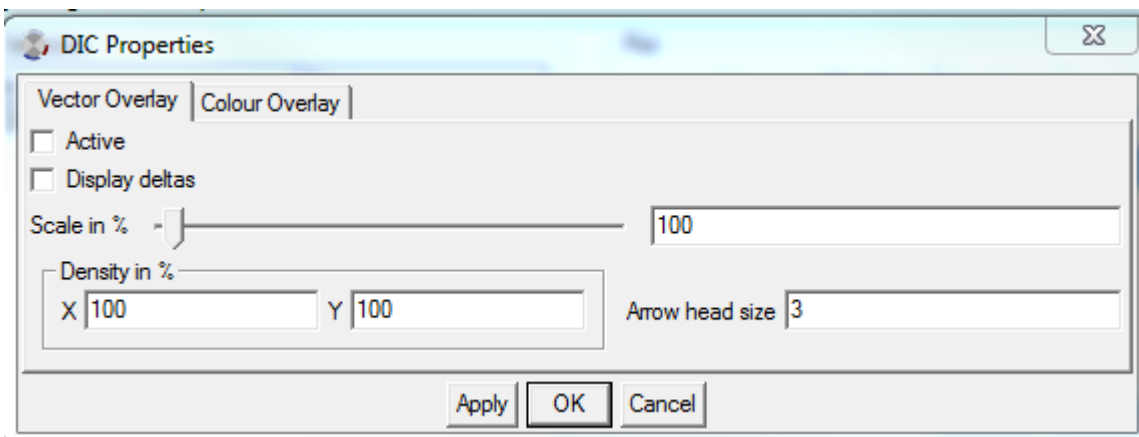 DIC Properties
Vector Overlay Colour Overlay
Active
Display deltas
Scale in % 100
Density in %
X 100 Y 100 Arrow head size 3
Apply OK Cancel